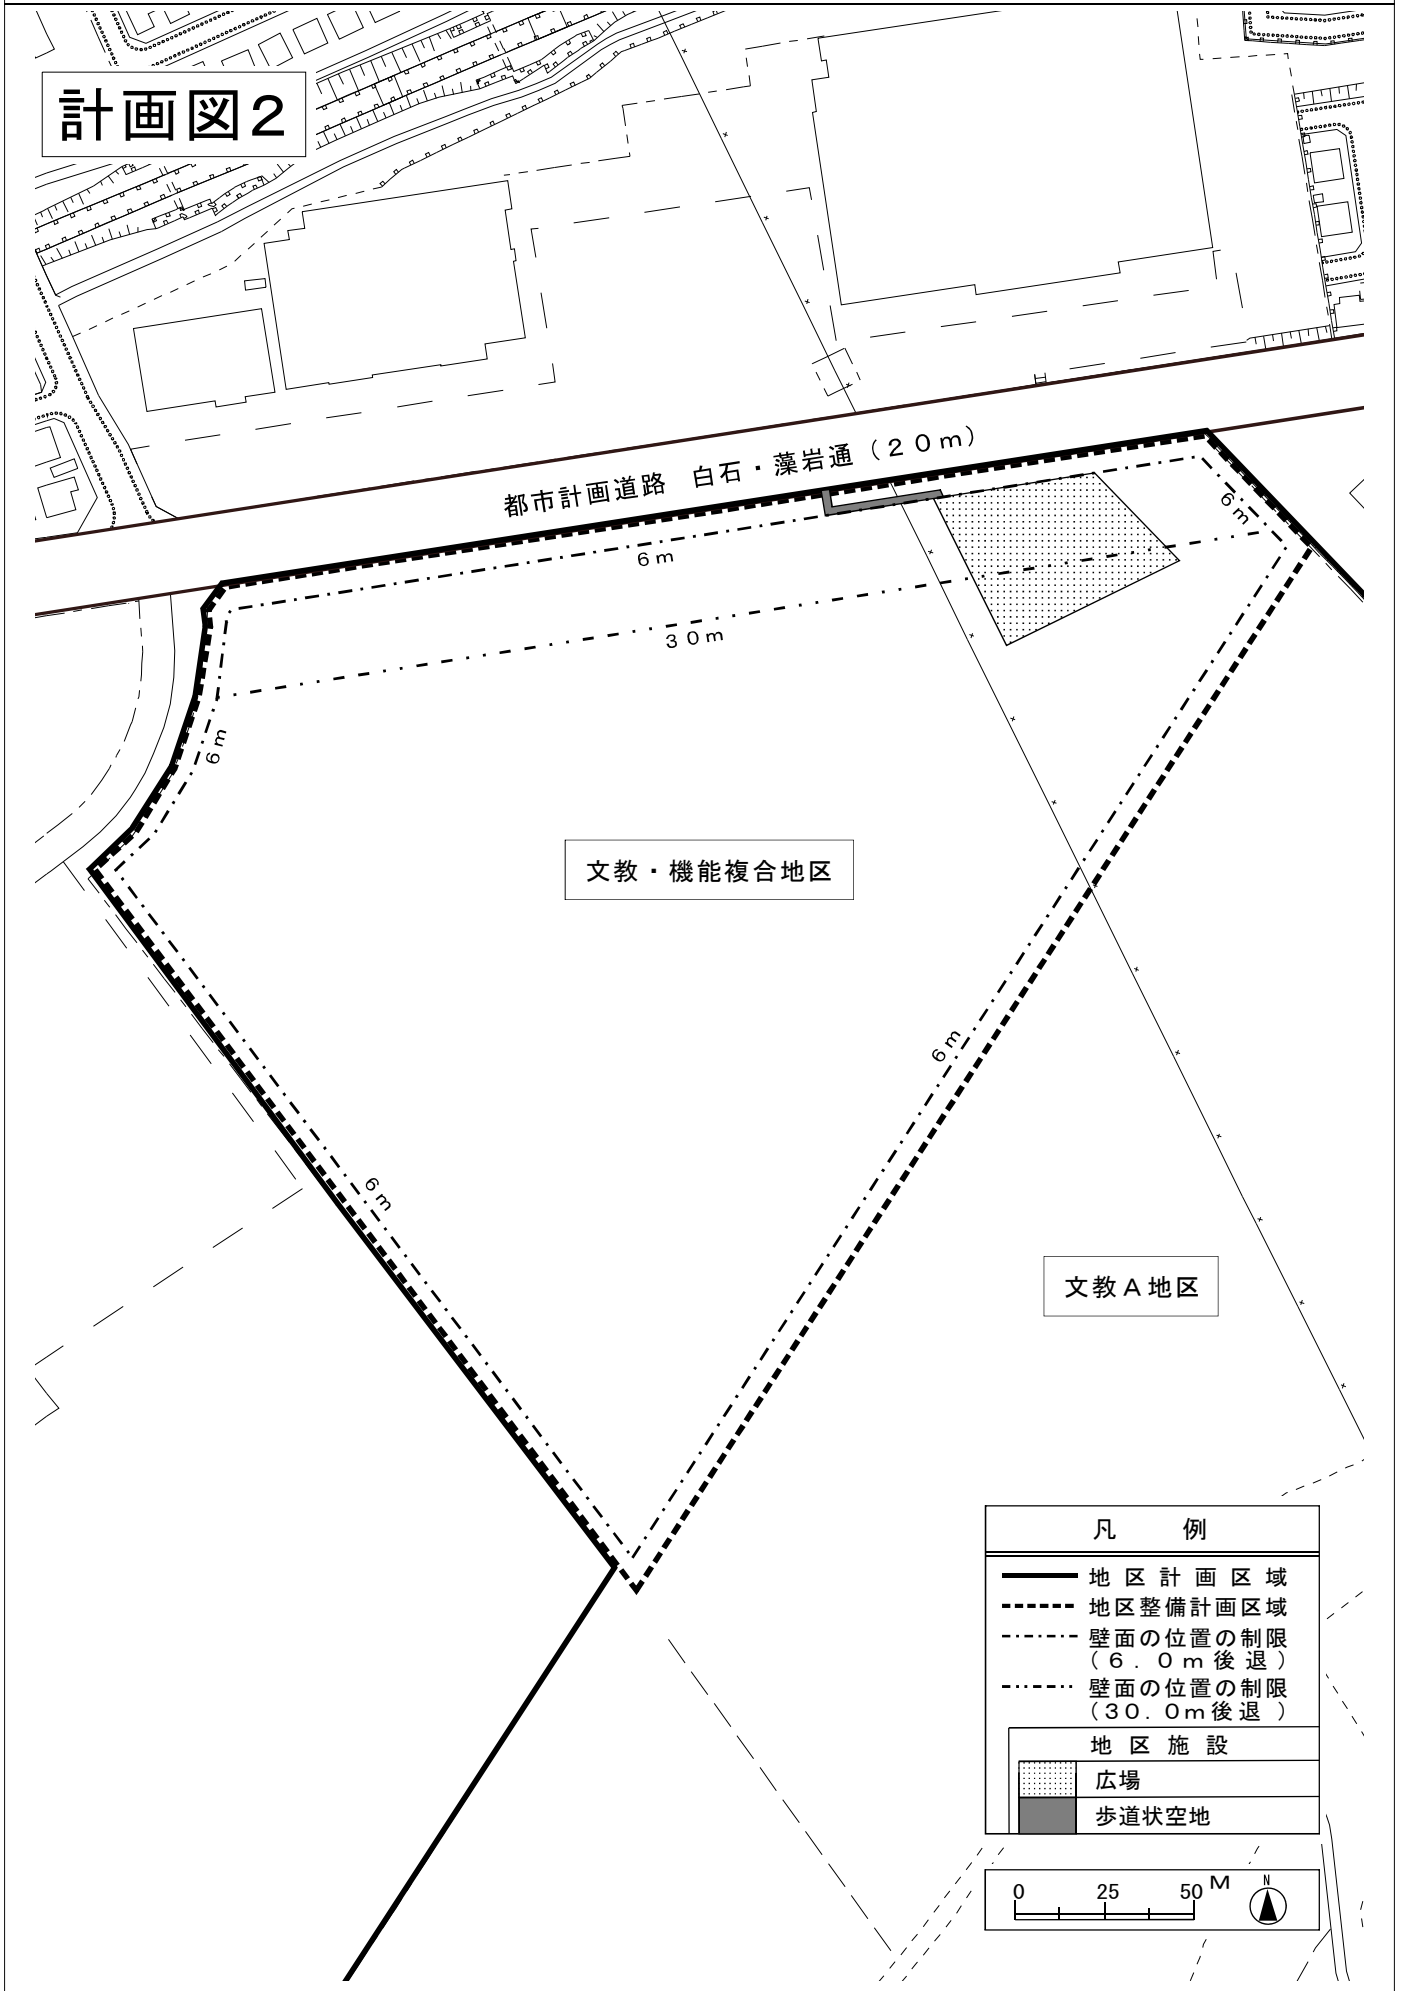 計画図2
都市計画道路 白石・藻岩通（２０ｍ）
６ｍ
６ｍ
３０ｍ
６ｍ
文教・機能複合地区
６ｍ
６ｍ
文教Ａ地区
凡 例
地区計画区域
地区整備計画区域
壁面の位置の制限
（６．０ｍ後退）
壁面の位置の制限
（３０．０ｍ後退）
地区施設
広場
歩道状空地
0 25 50 M N